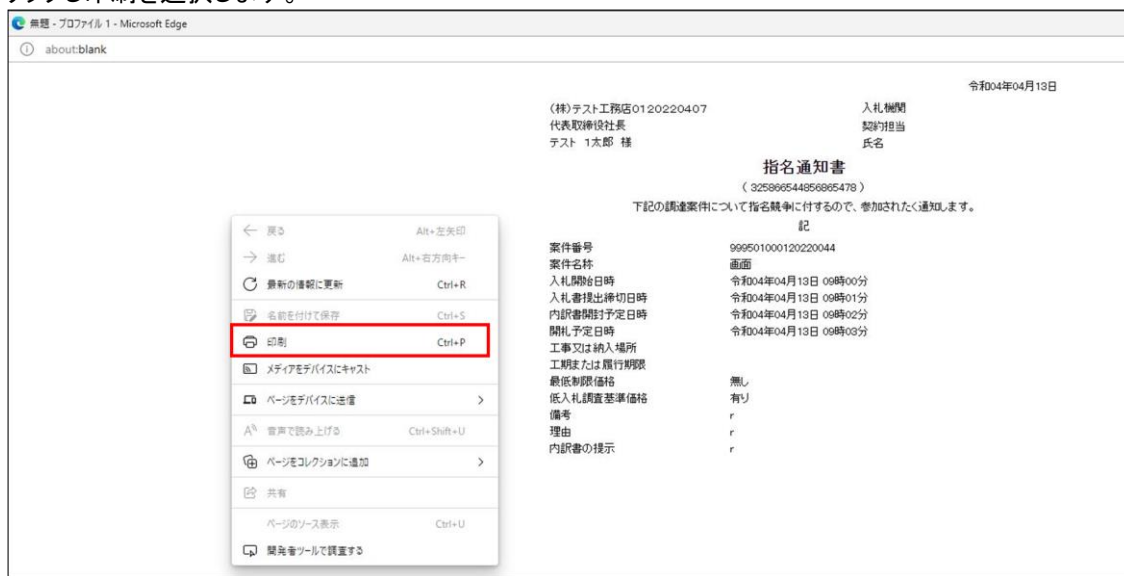 無題 - プロファイル 1 - Microsoft Edge
about:blank
令和04年04月13日
(株)テスト工務店0120220407 入札機関
代表取締役社長 契約担当
テスト 1太郎 様 氏名
指名通知書
( 325866544856865478 )
下記の調達案件について指名競争に付するので、参加されたく通知します。
記
案件番号 999501000120220044
案件名称 画面
入札開始日時 令和04年04月13日 09時00分
入札書提出締切日時 令和04年04月13日 09時01分
内訳書開封予定日時 令和04年04月13日 09時02分
開札予定日時 令和04年04月13日 09時03分
工事又は納入場所
工期または履行期限
最低制限価格 無し
低入札調査基準価格 有り
備考 r
理由 r
内訳書の提示 r
戻る Alt+左矢印
進む Alt+右方向キー
最新の情報に更新 Ctrl+R
名前を付けて保存 Ctrl+S
印刷 Ctrl+P
メディアをデバイスにキャスト
ページをデバイスに送信
音声で読み上げる Ctrl+Shift+U
ページをコレクションに追加
共有
ページのソース表示 Ctrl+U
開発者ツールで調査する